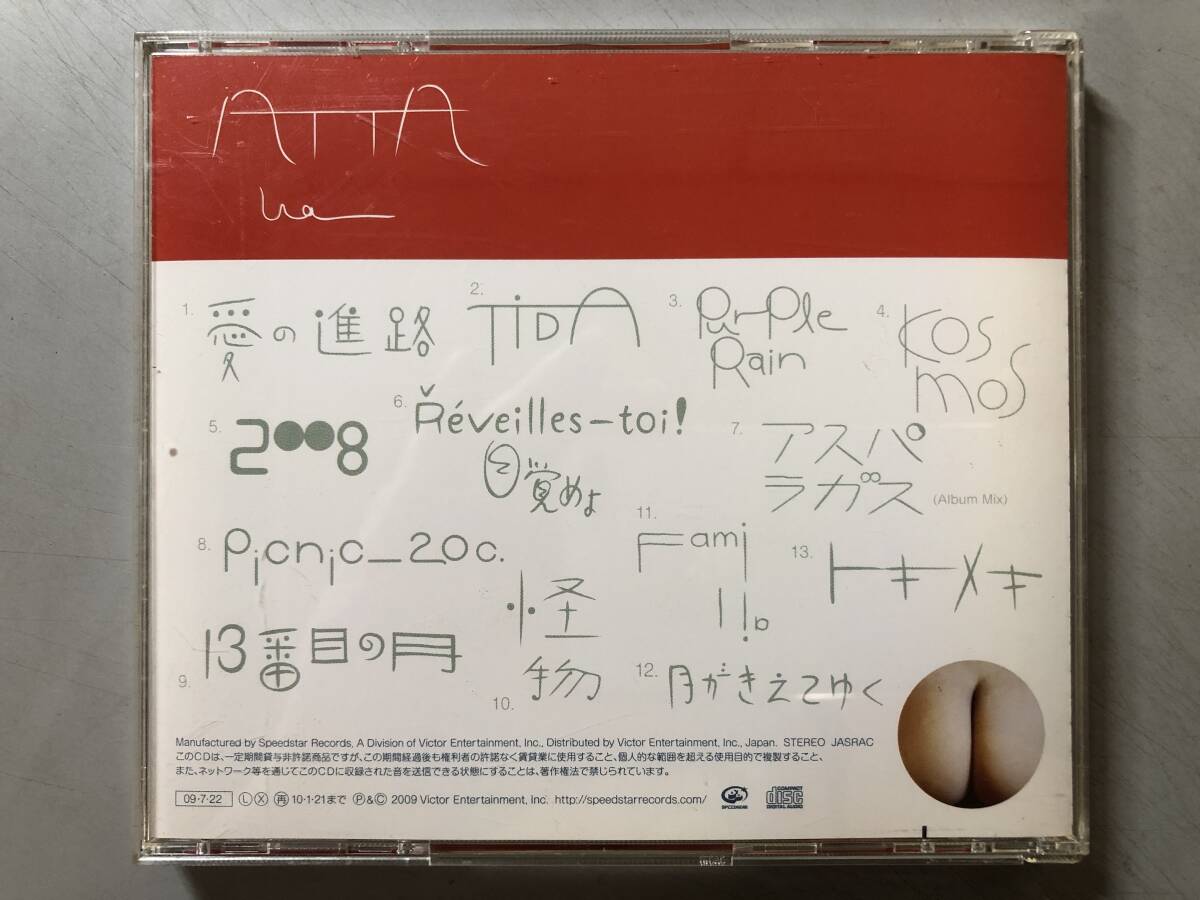 ATTA
Ua
1. 愛の進路
2. TiDA
3. PurPle
Rain
4. Kos
mos
5. 2008
6. Řéveilles-toi!
目覚めよ
7. アスパ
ラガス (Album Mix)
8. Picnic_20c.
9. 13番目の月
10. 怪
物
11. Fami
13. トキメキ
12. 月がきえてゆく
Manufactured by Speedstar Records, A Division of Victor Entertainment, Inc., Distributed by Victor Entertainment, Inc., Japan. STEREO JASRAC
このCDは、一定期間貸与非許諾商品ですが、この期間経過後も権利者の許諾なく賃貸業に使用すること、個人的な範囲を超える使用目的で複製すること、
また、ネットワーク等を通じてこのCDに収録された音を送信できる状態にすることは、著作権法で禁じられています。
09・7・22 Ⓛ Ⓧ ㊢ 10・1・21まで Ⓟ&© 2009 Victor Entertainment, Inc. http://speedstarrecords.com/
SPEEDSTAR
COMPACT
disc
DIGITAL AUDIO